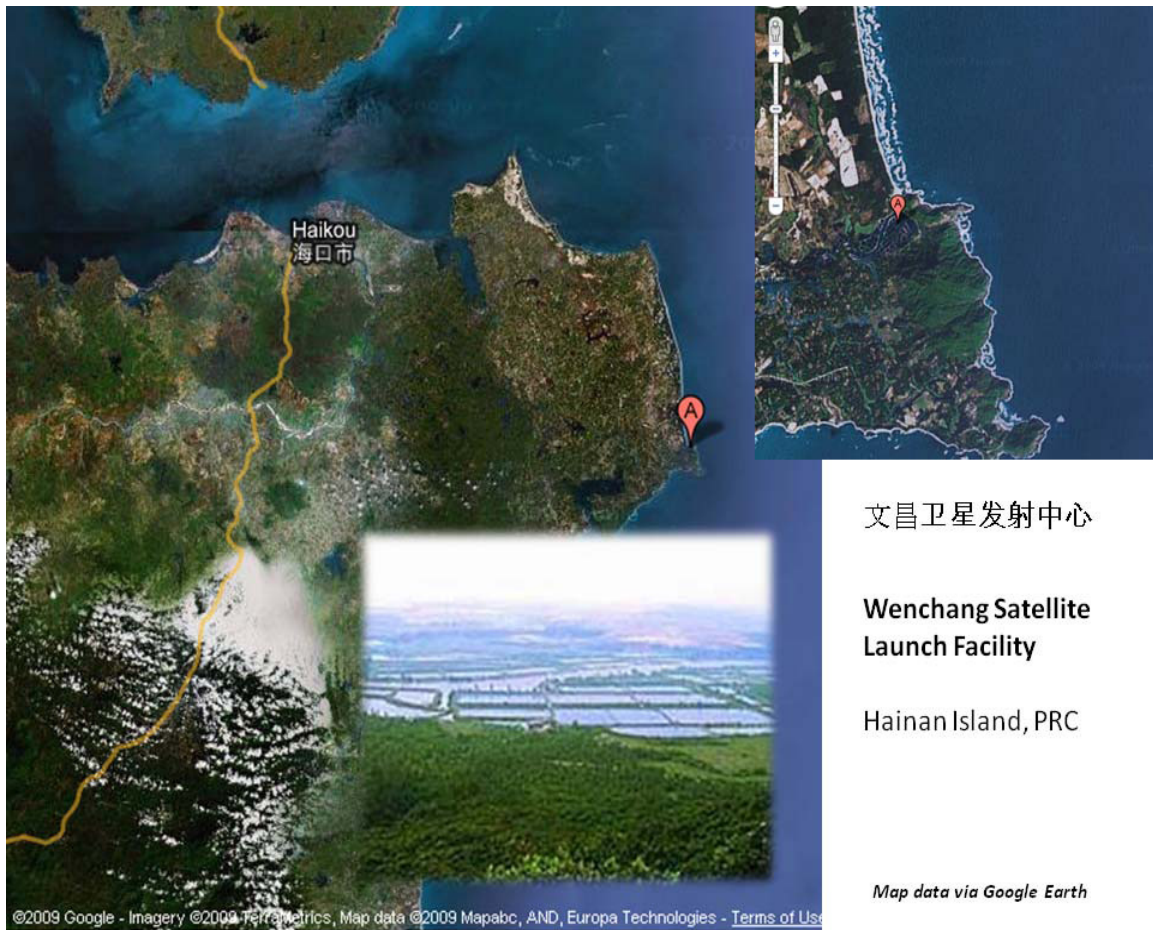 Haikou
海口市
A
A
文昌卫星发射中心
Wenchang Satellite
Launch Facility
Hainan Island, PRC
Map data via Google Earth
©2009 Google - Imagery ©2009 TerraMetrics, Map data ©2009 Mapabc, AND, Europa Technologies - Terms of Use